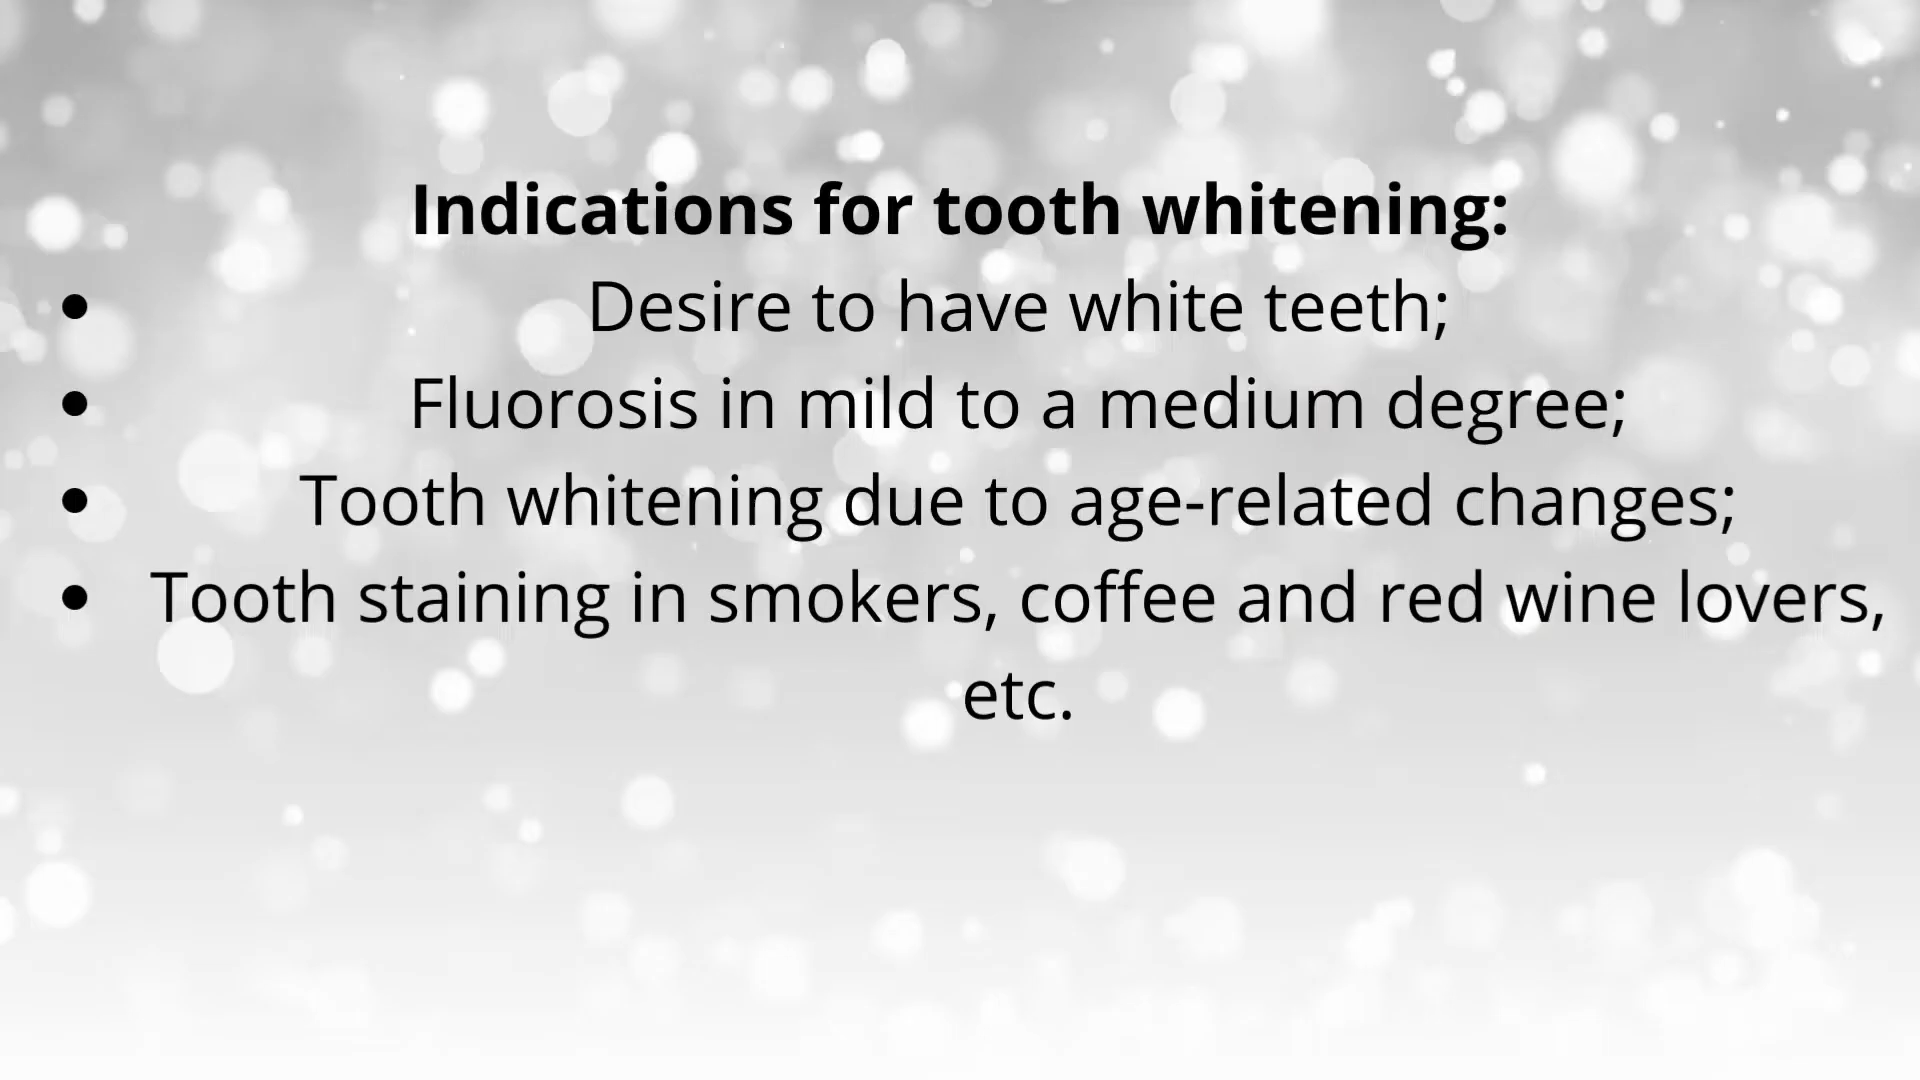 Indications for tooth whitening:
• Desire to have white teeth;
• Fluorosis in mild to a medium degree;
• Tooth whitening due to age-related changes;
• Tooth staining in smokers, coffee and red wine lovers,
etc.